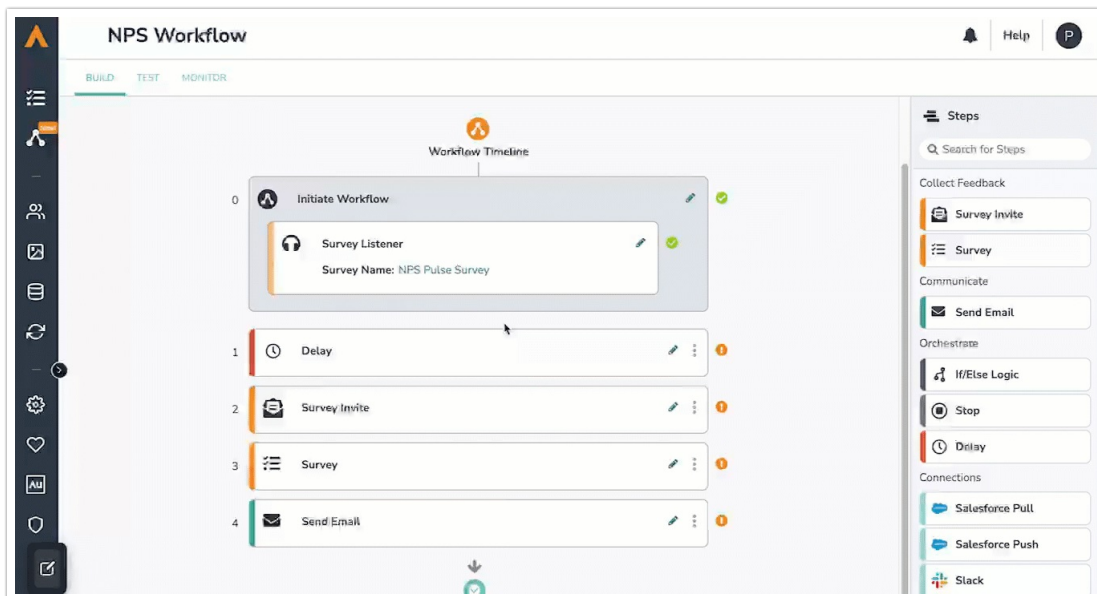 NPS Workflow
Help
P
BUILD TEST MONITOR
Workflow Timeline
0
Initiate Workflow
Survey Listener
Survey Name: NPS Pulse Survey
1
Delay
2
Survey Invite
3
Survey
4
Send Email
Steps
Search for Steps
Collect Feedback
Survey Invite
Survey
Communicate
Send Email
Orchestrate
If/Else Logic
Stop
Delay
Connections
Salesforce Pull
Salesforce Push
Slack
AU